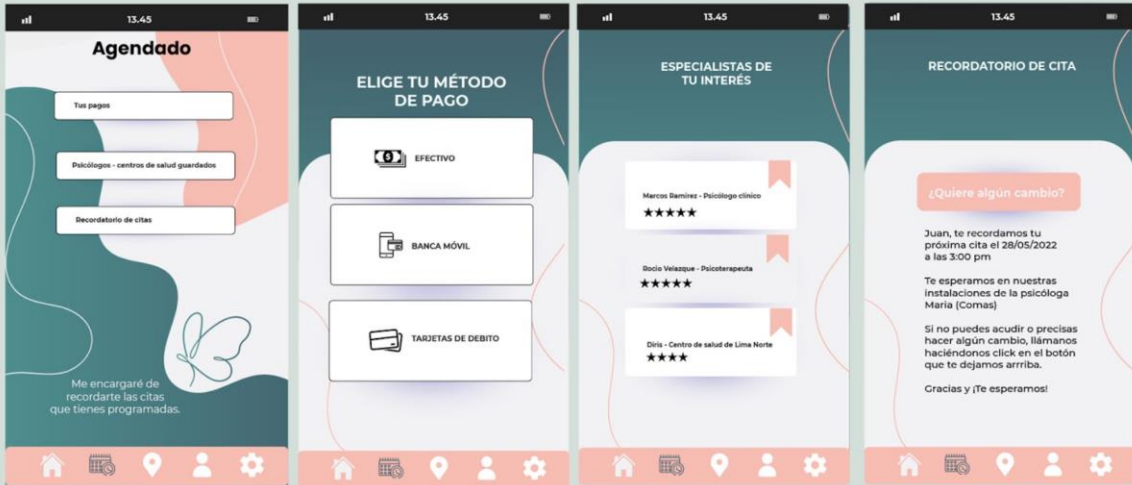 13.45
Agendado
Tus pagos
Psicólogos - centros de salud guardados
Recordatorio de citas
Me encargaré de
recordarte las citas
que tienes programadas.
13.45
ELIGE TU MÉTODO
DE PAGO
EFECTIVO
BANCA MÓVIL
TARJETAS DE DEBITO
13.45
ESPECIALISTAS DE
TU INTERÉS
Marcos Ramirez - Psicólogo clínico
Rocio Velazque - Psicoterapeuta
Diris - Centro de salud de Lima Norte
13.45
RECORDATORIO DE CITA
¿Quiere algún cambio?
Juan, te recordamos tu
próxima cita el 28/05/2022
a las 3:00 pm
Te esperamos en nuestras
instalaciones de la psicóloga
Maria (Comas)
Si no puedes acudir o precisas
hacer algún cambio, llámanos
haciéndonos click en el botón
que te dejamos arrriba.
Gracias y ¡Te esperamos!